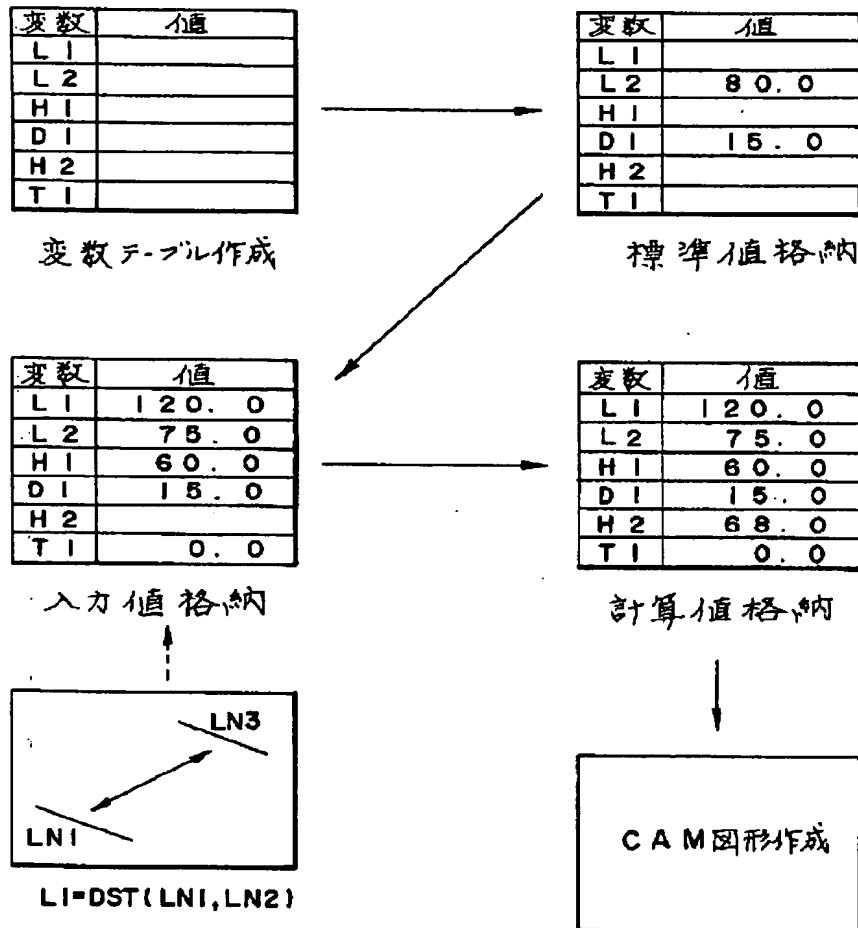 変数 値
L1
L2
H1
D1
H2
T1
変数テーブル作成
変数 値
L1
L2 80.0
H1
D1 15.0
H2
T1
標準値格納
変数 値
L1 120.0
L2 75.0
H1 60.0
D1 15.0
H2
T1 0.0
入力値格納
変数 値
L1 120.0
L2 75.0
H1 60.0
D1 15.0
H2 68.0
T1 0.0
計算値格納
LN3
LN1
L1=DST(LN1,LN2)
CAM図形作成